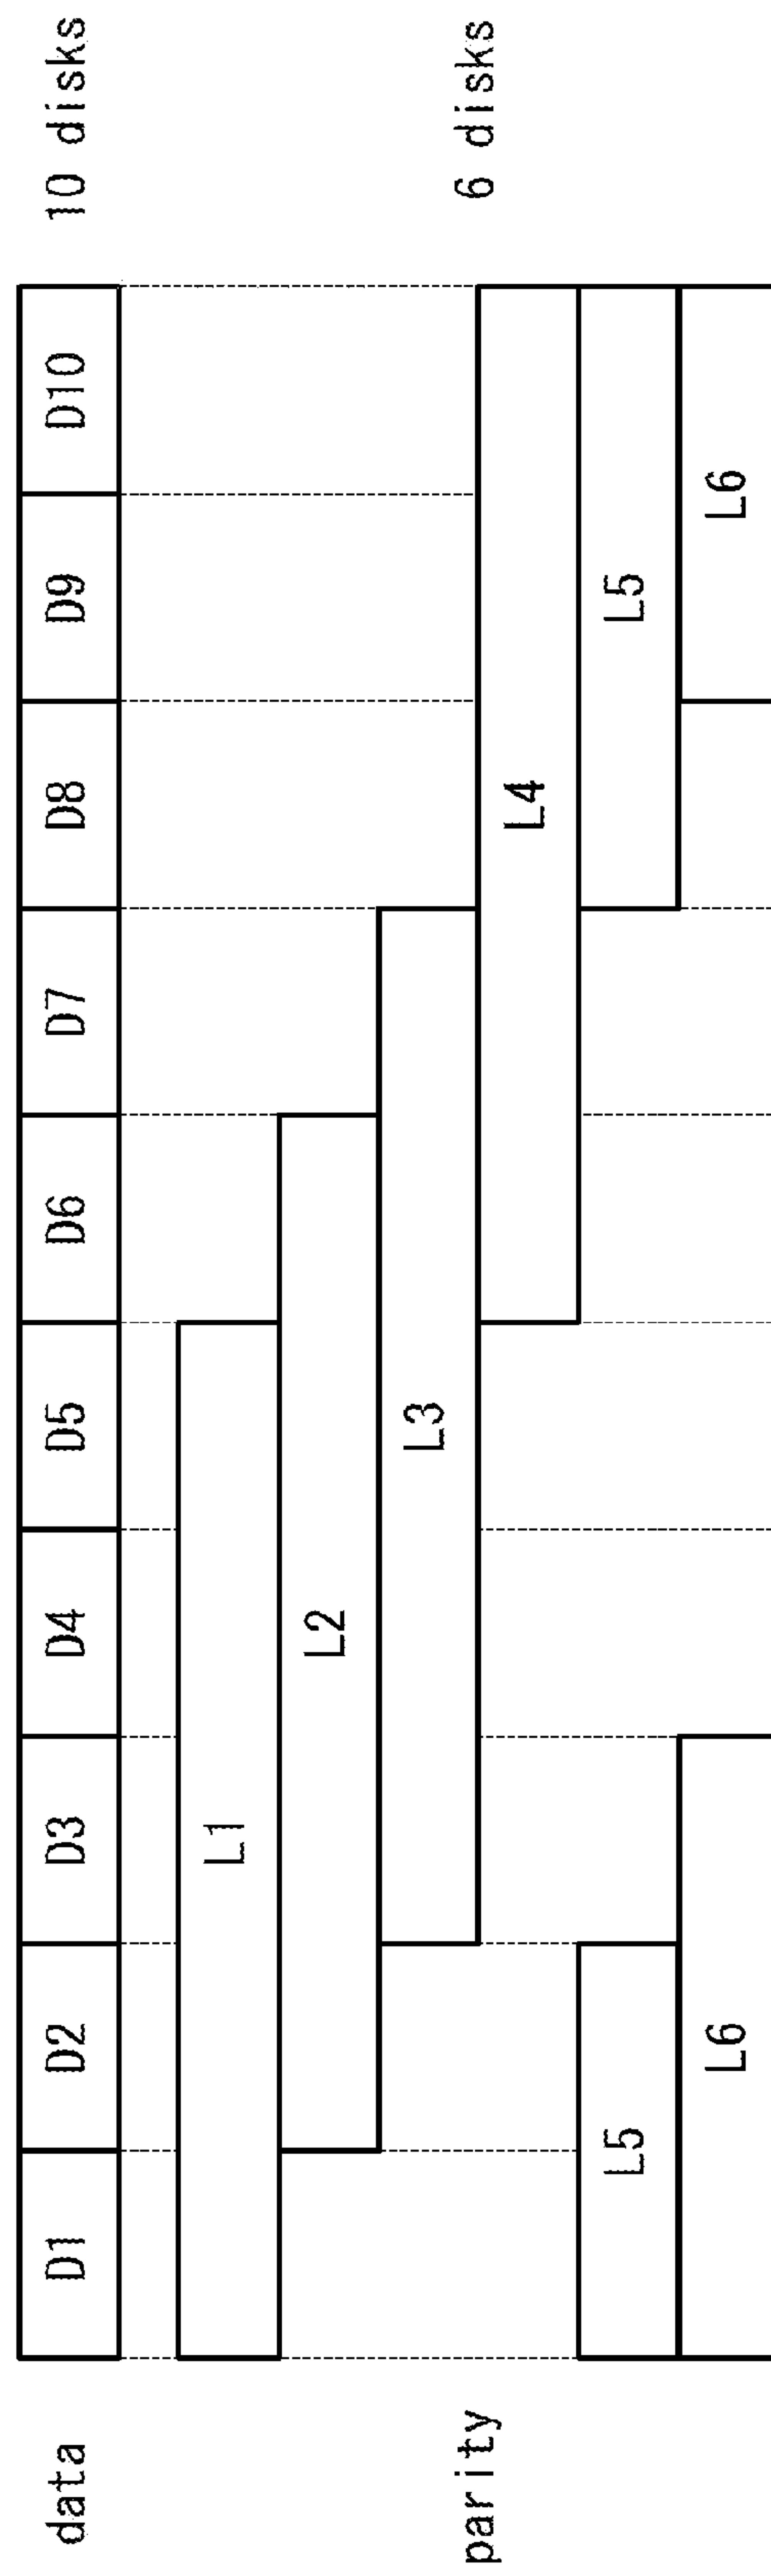 data D1 D2 D3 D4 D5 D6 D7 D8 D9 D10 10 disks
L1
L2
L3
parity L4 6 disks
L5 L5
L6 L6